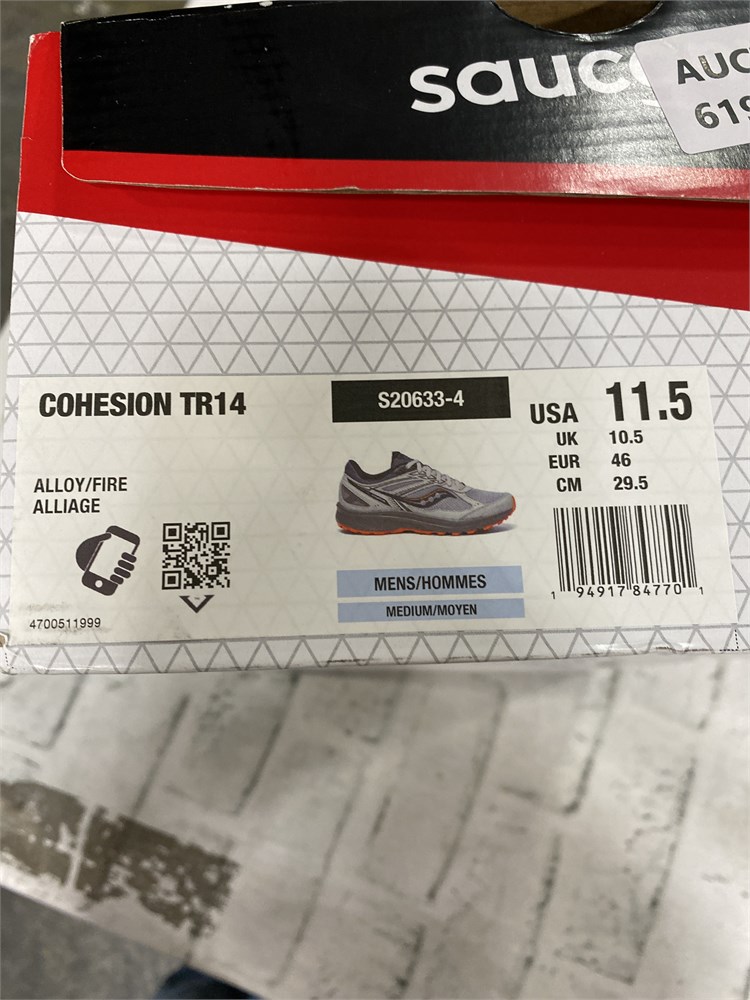 sauc
AUC
619
COHESION TR14
S20633-4
USA 11.5
UK 10.5
EUR 46
CM 29.5
ALLOY/FIRE
ALLIAGE
MENS/HOMMES
MEDIUM/MOYEN
4700511999
1 94917 84770 1